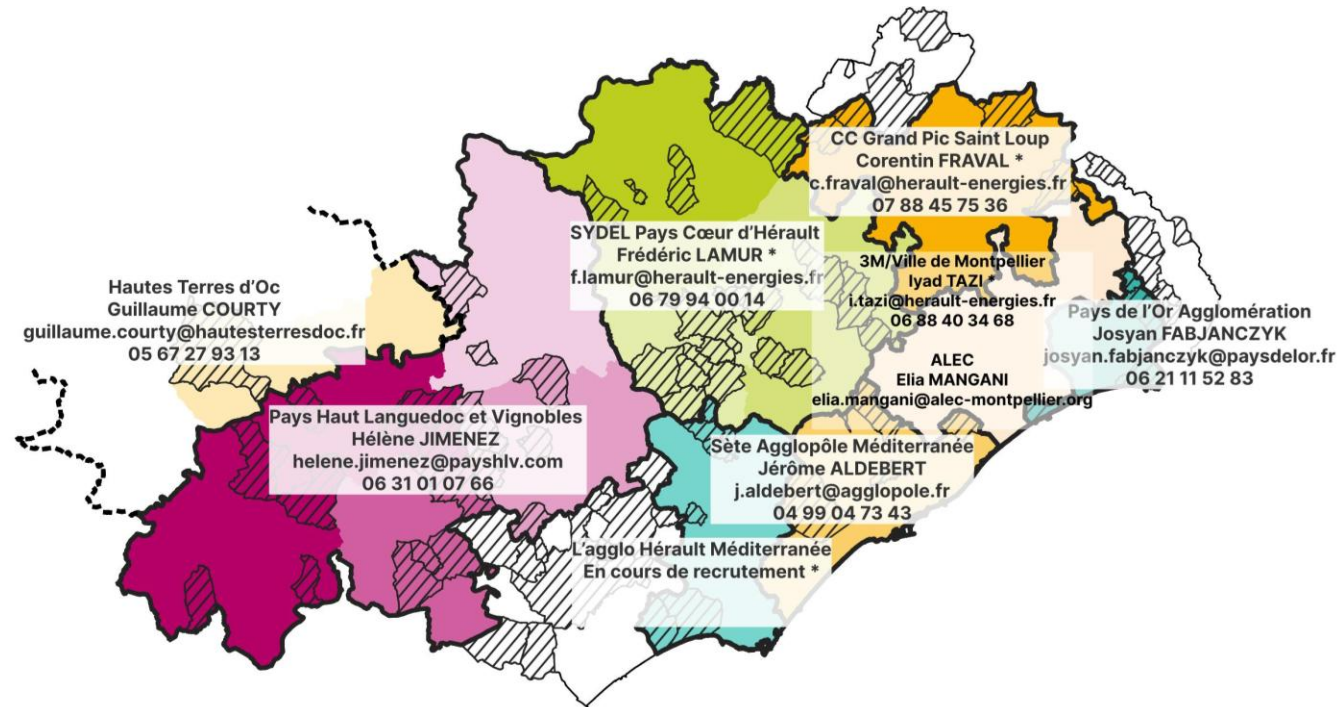 CC Grand Pic Saint Loup
Corentin FRAVAL *
c.fraval@herault-energies.fr
07 88 45 75 36
SYDEL Pays Cœur d’Hérault
Frédéric LAMUR *
f.lamur@herault-energies.fr
06 79 94 00 14
3M/Ville de Montpellier
Iyad TAZI *
i.tazi@herault-energies.fr
06 88 40 34 68
ALEC
Elia MANGANI
elia.mangani@alec-montpellier.org
Hautes Terres d’Oc
Guillaume COURTY
guillaume.courty@hautesterresdoc.fr
05 67 27 93 13
Pays de l’Or Agglomération
Josyan FABJANCZYK
josyan.fabjanczyk@paysdelor.fr
06 21 11 52 83
Pays Haut Languedoc et Vignobles
Hélène JIMENEZ
helene.jimenez@payshlv.com
06 31 01 07 66
Sète Agglopôle Méditerranée
Jérôme ALDEBERT
j.aldebert@agglopole.fr
04 99 04 73 43
L’agglo Hérault Méditerranée
En cours de recrutement *